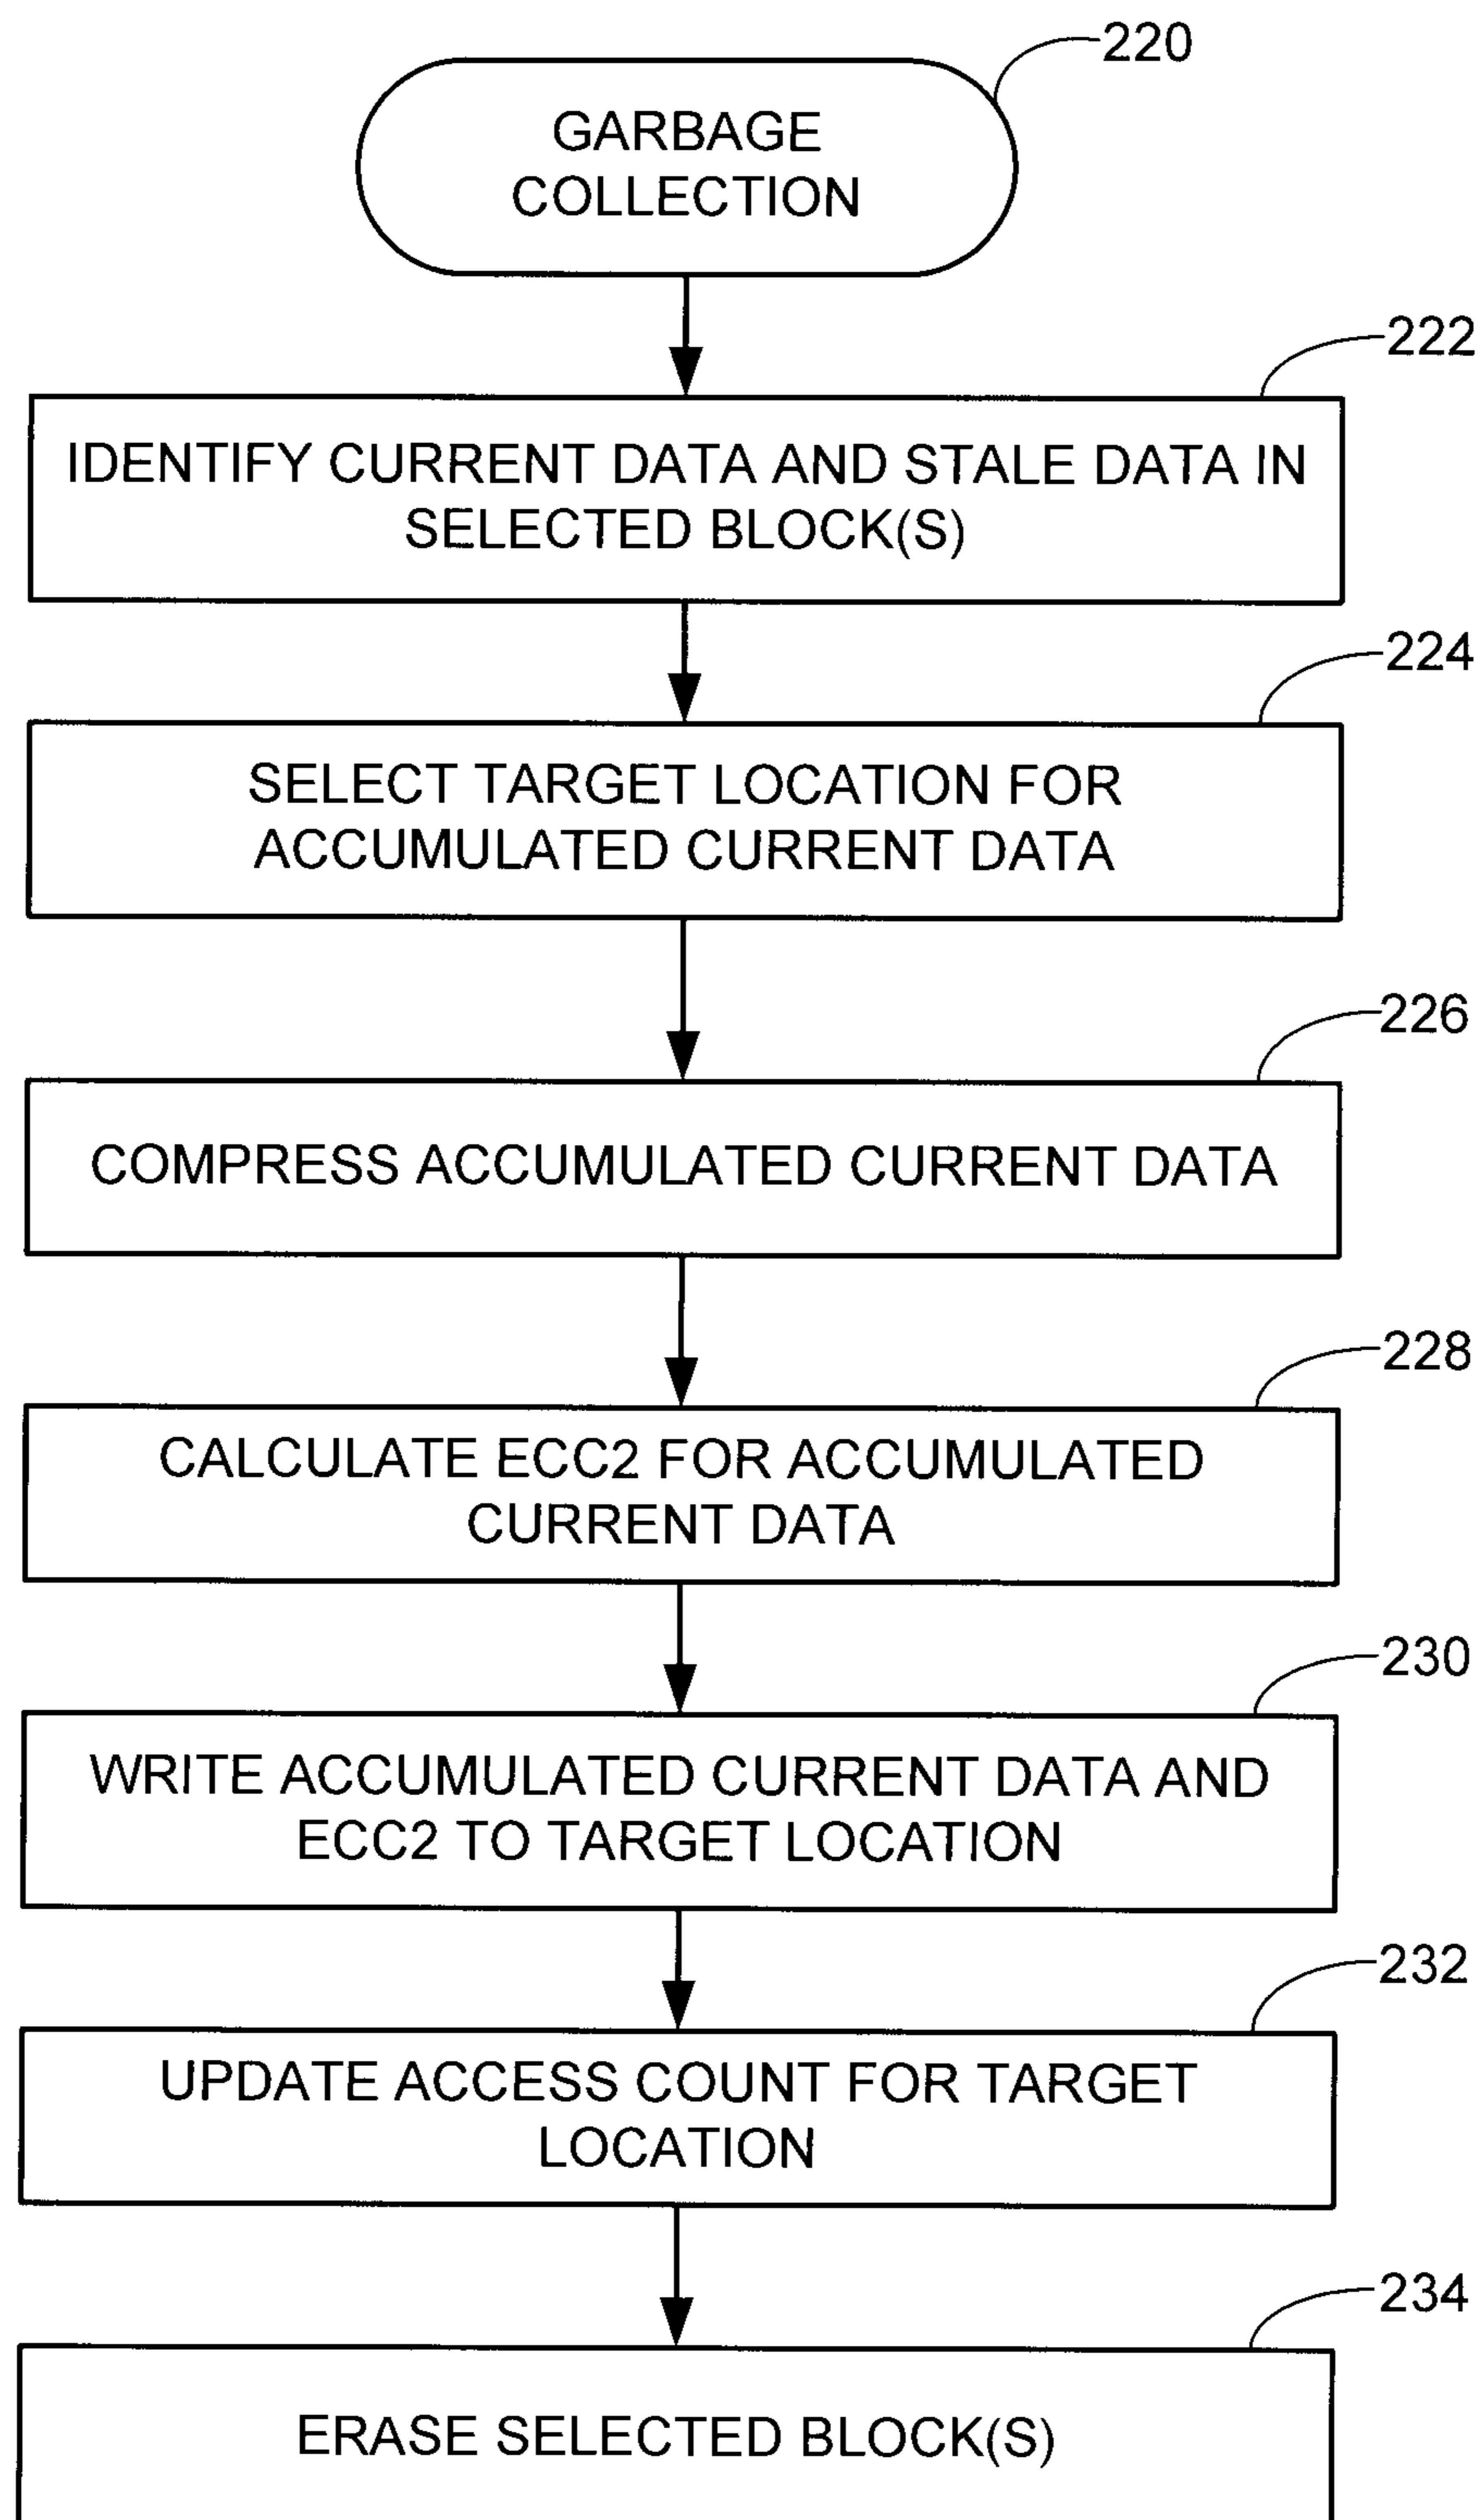 220
GARBAGE
COLLECTION
222
IDENTIFY CURRENT DATA AND STALE DATA IN
SELECTED BLOCK(S)
224
SELECT TARGET LOCATION FOR
ACCUMULATED CURRENT DATA
226
COMPRESS ACCUMULATED CURRENT DATA
228
CALCULATE ECC2 FOR ACCUMULATED
CURRENT DATA
230
WRITE ACCUMULATED CURRENT DATA AND
ECC2 TO TARGET LOCATION
232
UPDATE ACCESS COUNT FOR TARGET
LOCATION
234
ERASE SELECTED BLOCK(S)